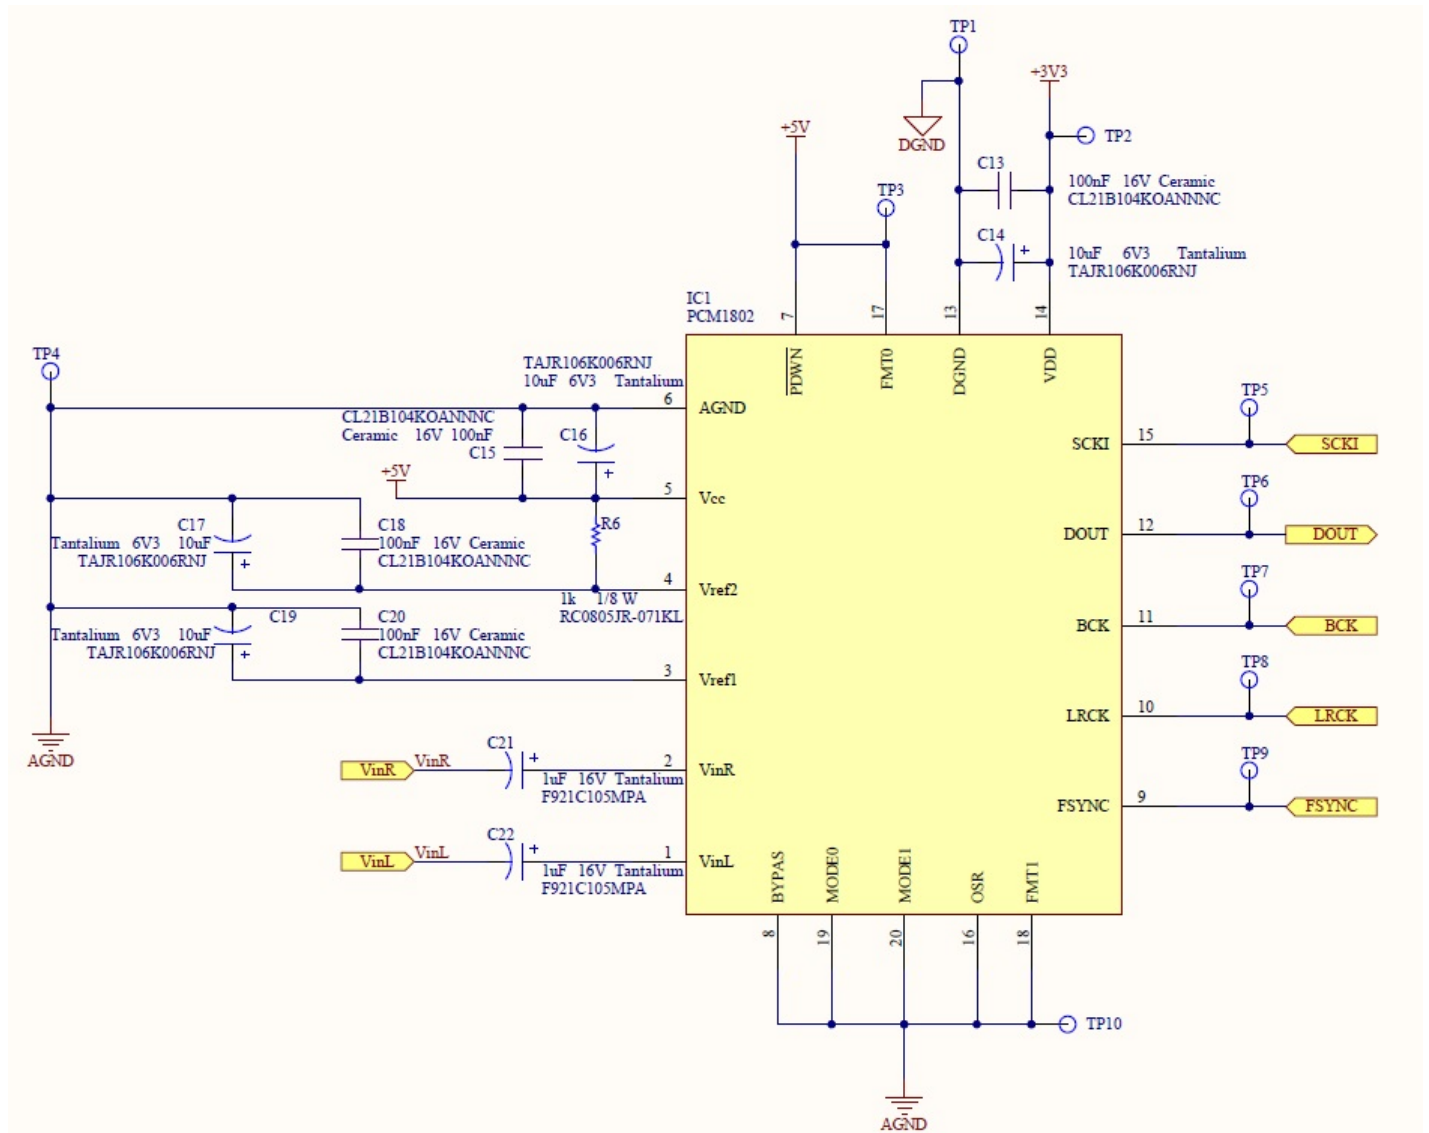 TP1
+3V3
TP2
DGND
+5V
C13
100nF 16V Ceramic
CL21B104KOANNNC
TP3
C14
10uF 6V3 Tantalium
TAJR106K006RNJ
IC1
PCM1802
7
17
13
14
PDWN
FMT0
DGND
VDD
TP4
TAJR106K006RNJ
10uF 6V3 Tantalium
6
AGND
CL21B104KOANNNC
Ceramic 16V 100nF
C15
C16
+5V
5
Vcc
C17
Tantalium 6V3 10uF
TAJR106K006RNJ
C18
100nF 16V Ceramic
CL21B104KOANNNC
R6
4
Vref2
1k 1/8 W
RC0805JR-071KL
C19
Tantalium 6V3 10uF
TAJR106K006RNJ
C20
100nF 16V Ceramic
CL21B104KOANNNC
3
Vref1
AGND
VinR
VinR
C21
+
1uF 16V Tantalium
F921C105MPA
2
VinR
VinL
VinL
C22
+
1uF 16V Tantalium
F921C105MPA
1
VinL
TP5
SCKI
15
SCKI
TP6
DOUT
12
DOUT
TP7
BCK
11
BCK
TP8
LRCK
10
LRCK
TP9
FSYNC
9
FSYNC
BYPAS
MODE0
MODE1
OSR
FMT1
8
19
20
16
18
TP10
AGND